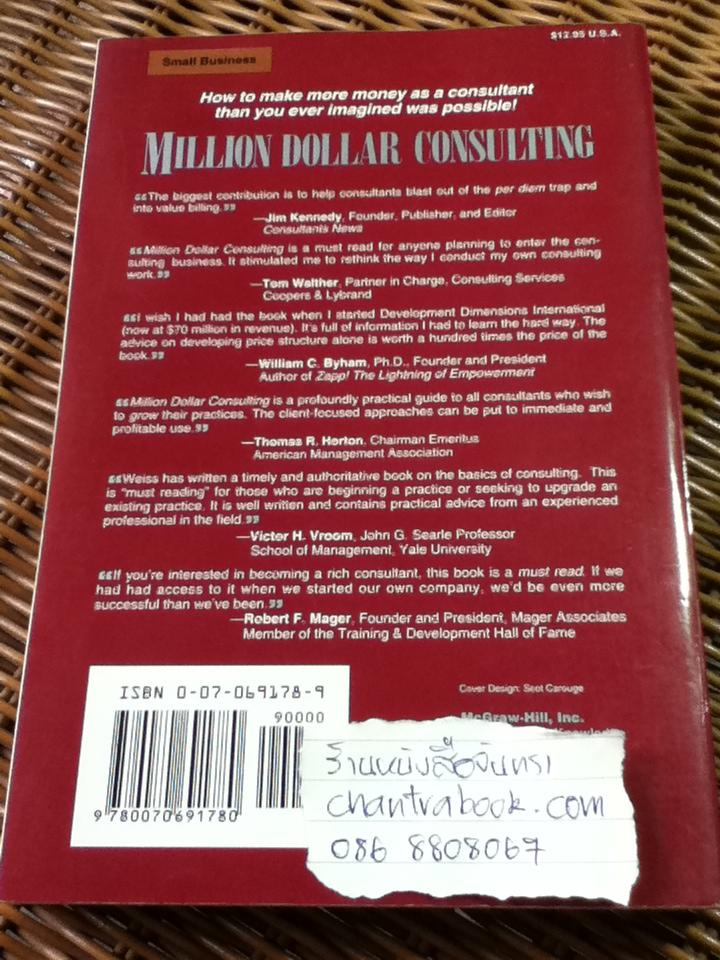 $12.95 U.S.A.
Small Business
How to make more money as a consultant
than you ever imagined was possible!
MILLION DOLLAR CONSULTING
❝The biggest contribution is to help consultants blast out of the per diem trap and
into value billing.❞
—Jim Kennedy, Founder, Publisher, and Editor
Consultants News
❝Million Dollar Consulting is a must read for anyone planning to enter the con-
sulting business. It stimulated me to rethink the way I conduct my own consulting
work.❞
—Tom Walther, Partner in Charge, Consulting Services
Coopers & Lybrand
❝I wish I had had the book when I started Development Dimensions International
(now at $70 million in revenue). It's full of information I had to learn the hard way. The
advice on developing price structure alone is worth a hundred times the price of the
book.❞
—William C. Byham, Ph.D., Founder and President
Author of Zapp! The Lightning of Empowerment
❝Million Dollar Consulting is a profoundly practical guide to all consultants who wish
to grow their practices. The client-focused approaches can be put to immediate and
profitable use.❞
—Thomas R. Horton, Chairman Emeritus
American Management Association
❝Weiss has written a timely and authoritative book on the basics of consulting. This
is "must reading" for those who are beginning a practice or seeking to upgrade an
existing practice. It is well written and contains practical advice from an experienced
professional in the field.❞
—Victor H. Vroom, John G. Searle Professor
School of Management, Yale University
❝If you're interested in becoming a rich consultant, this book is a must read. If we
had had access to it when we started our own company, we'd be even more
successful than we've been.❞
—Robert F. Mager, Founder and President, Mager Associates
Member of the Training & Development Hall of Fame
ISBN 0-07-069178-9
90000
9 780070 691780
Cover Design: Scot Carouge
McGraw-Hill, Inc.
ร้านหนังสือจันทรา
chantrabook.com
086 8808067